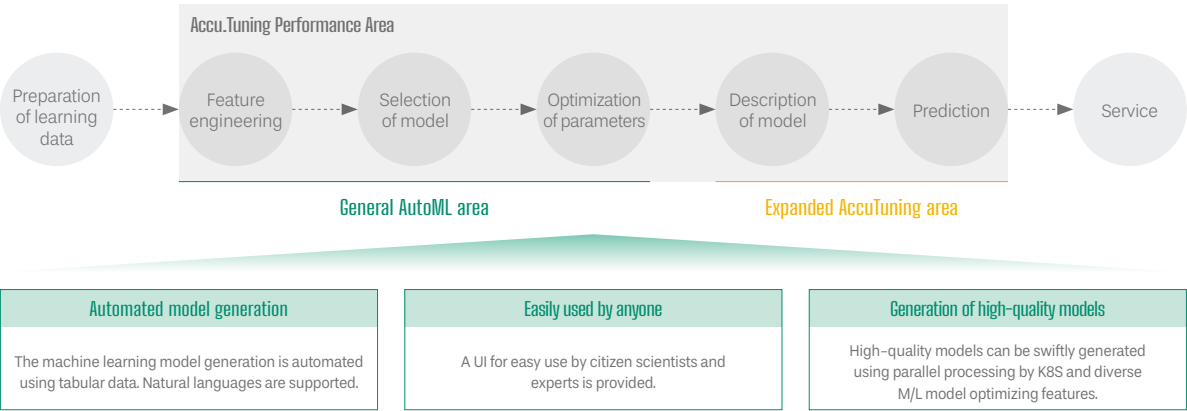 Accu.Tuning Performance Area
Preparation
of learning
data
Feature
engineering
Selection
of model
Optimization
of parameters
Description
of model
Prediction
Service
General AutoML area
Expanded AccuTuning area
Automated model generation
The machine learning model generation is automated
using tabular data. Natural languages are supported.
Easily used by anyone
A UI for easy use by citizen scientists and
experts is provided.
Generation of high-quality models
High-quality models can be swiftly generated
using parallel processing by K8S and diverse
M/L model optimizing features.